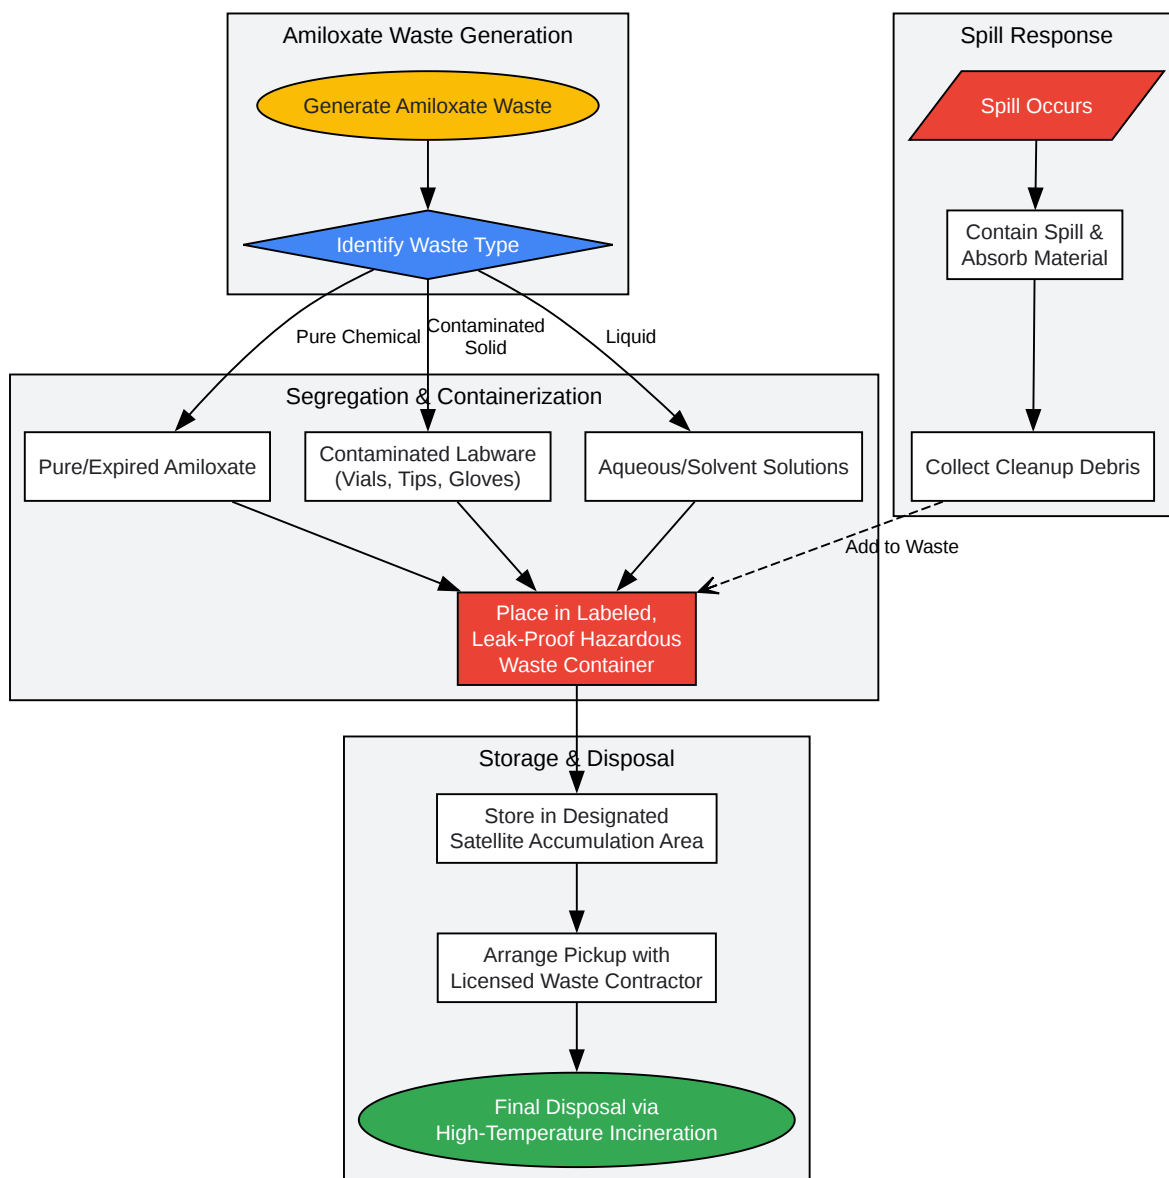 Amiloxate Waste Generation
Generate Amiloxate Waste
Identify Waste Type
Pure Chemical
Contaminated
Solid
Liquid
Segregation & Containerization
Pure/Expired Amiloxate
Contaminated Labware
(Vials, Tips, Gloves)
Aqueous/Solvent Solutions
Place in Labeled,
Leak-Proof Hazardous
Waste Container
Spill Response
Spill Occurs
Contain Spill &
Absorb Material
Collect Cleanup Debris
Add to Waste
Storage & Disposal
Store in Designated
Satellite Accumulation Area
Arrange Pickup with
Licensed Waste Contractor
Final Disposal via
High-Temperature Incineration